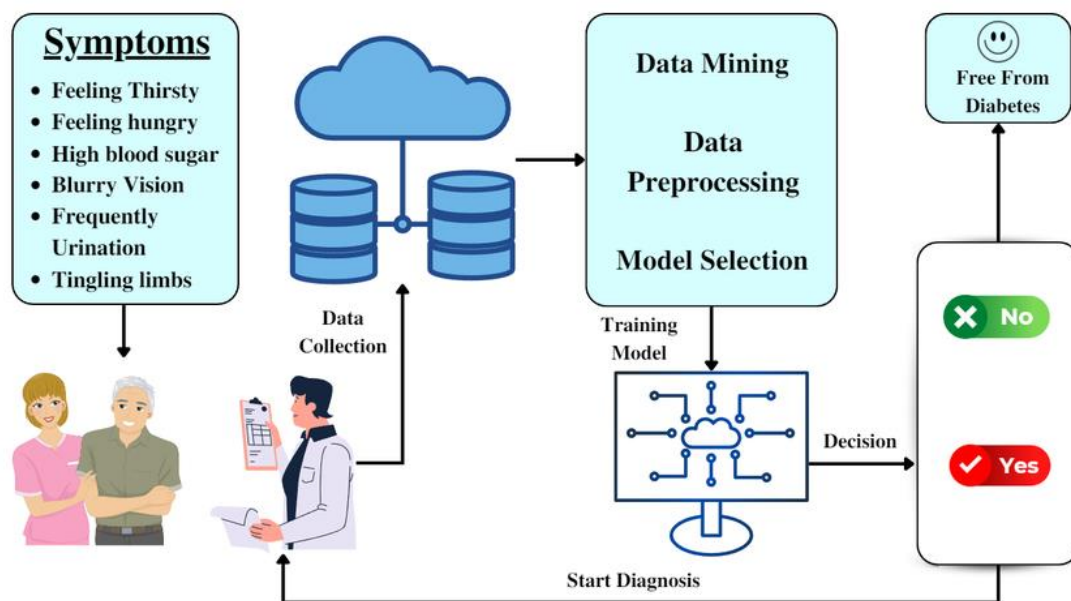 Symptoms
Feeling Thirsty
Feeling hungry
High blood sugar
Blurry Vision
Frequently
Urination
Tingling limbs
Data
Collection
Data Mining
Data
Preprocessing
Model Selection
Training
Model
Decision
Free From
Diabetes
No
Yes
Start Diagnosis